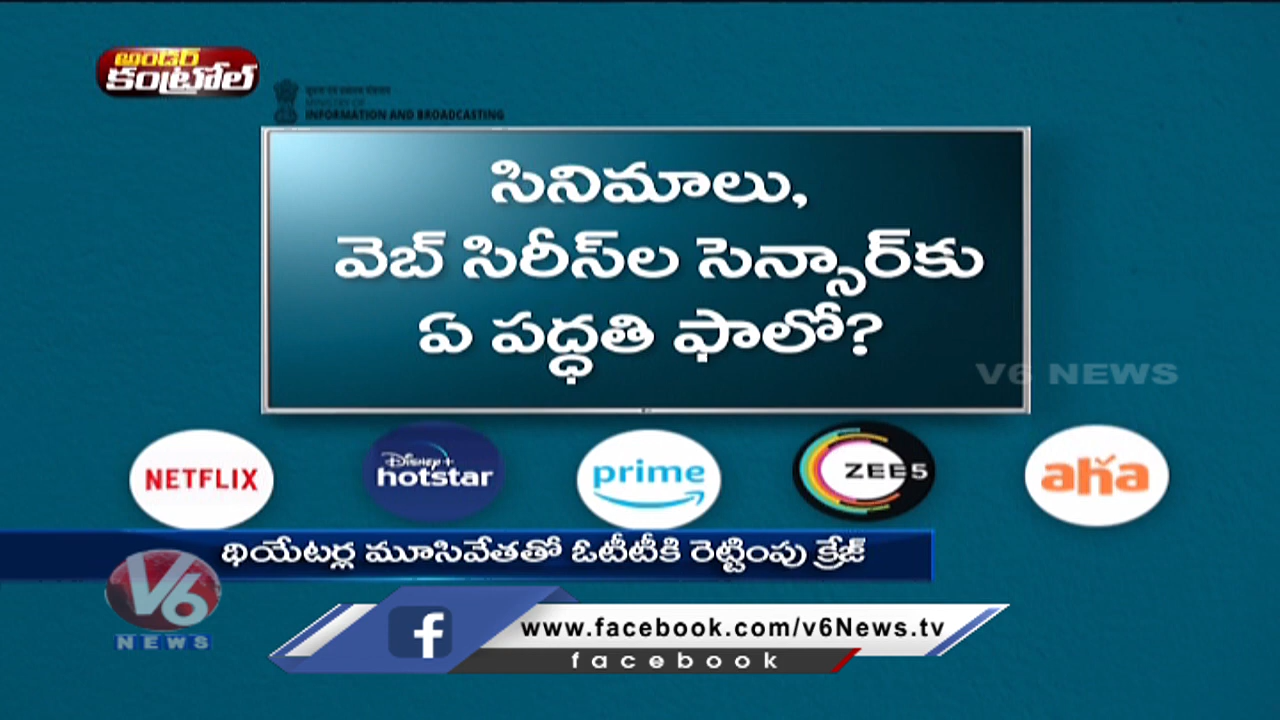 అండర్
కంట్రోల్
MINISTRY OF
INFORMATION AND BROADCASTING
సినిమాలు,
వెబ్ సిరీస్‌ల సెన్సార్‌కు
ఏ పద్ధతి ఫాలో?
V6 NEWS
NETFLIX
Disney+
hotstar
prime
ZEE5
aha
థియేటర్ల మూసివేతతో ఓటీటీకి రెట్టింపు క్రేజ్
V6
NEWS
f
www.facebook.com/v6News.tv
facebook